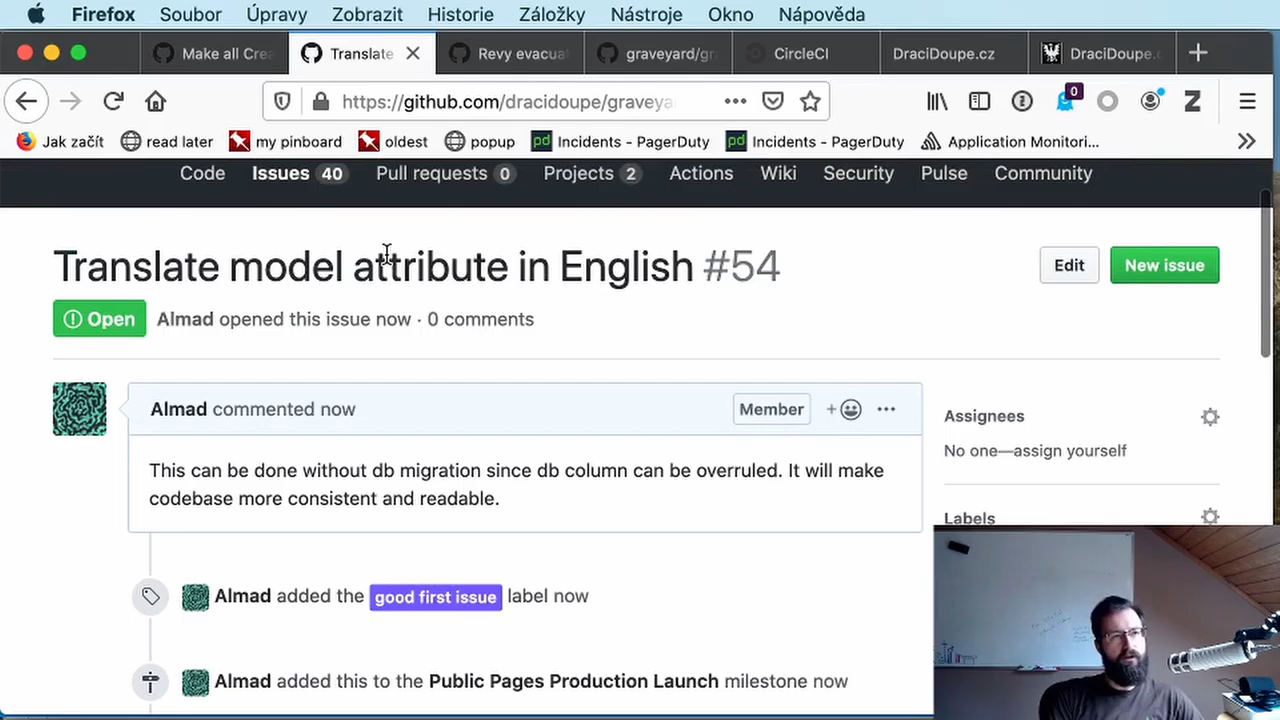 Firefox Soubor Úpravy Zobrazit Historie Záložky Nástroje Okno Nápověda
Make all Crea Translate Revy evacuat graveyard/gr CircleCI DraciDoupe.cz DraciDoupe.c
https://github.com/dracidoupe/graveya 0
Jak začít read later my pinboard oldest popup pd Incidents - PagerDuty pd Incidents - PagerDuty Application Monitori...
Code Issues 40 Pull requests 0 Projects 2 Actions Wiki Security Pulse Community
Translate model attribute in English #54
Edit New issue
Open Almad opened this issue now · 0 comments
Almad commented now Member
This can be done without db migration since db column can be overruled. It will make
codebase more consistent and readable.
Assignees
No one—assign yourself
Labels
Almad added the good first issue label now
Almad added this to the Public Pages Production Launch milestone now